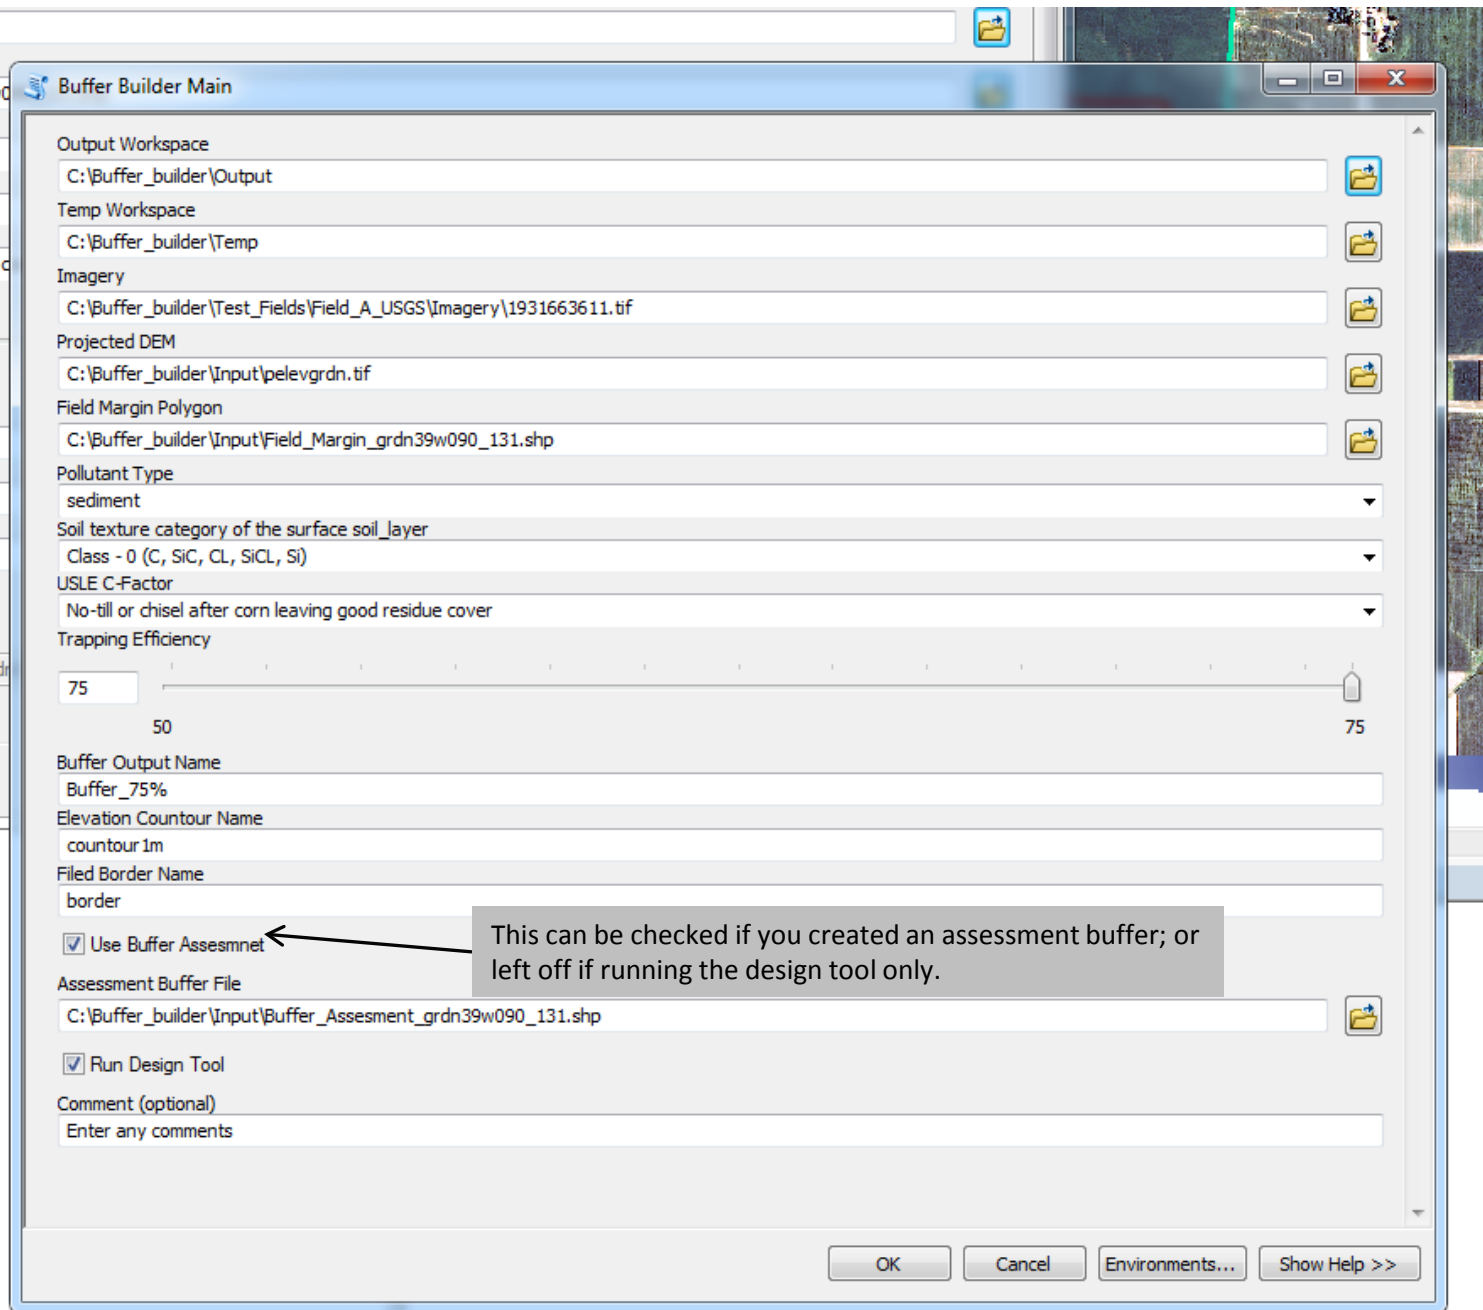 Buffer Builder Main
Output Workspace
C:\Buffer_builder\Output
Temp Workspace
C:\Buffer_builder\Temp
Imagery
C:\Buffer_builder\Test_Fields\Field_A_USGS\Imagery\1931663611.tif
Projected DEM
C:\Buffer_builder\Input\pelevgrdn.tif
Field Margin Polygon
C:\Buffer_builder\Input\Field_Margin_grdn39w090_131.shp
Pollutant Type
sediment
Soil texture category of the surface soil_layer
Class - 0 (C, SiC, CL, SiCL, Si)
USLE C-Factor
No-till or chisel after corn leaving good residue cover
Trapping Efficiency
75
50 75
Buffer Output Name
Buffer_75%
Elevation Countour Name
countour1m
Filed Border Name
border
Use Buffer Assesmnet
This can be checked if you created an assessment buffer; or
left off if running the design tool only.
Assessment Buffer File
C:\Buffer_builder\Input\Buffer_Assesment_grdn39w090_131.shp
Run Design Tool
Comment (optional)
Enter any comments
OK Cancel Environments... Show Help >>